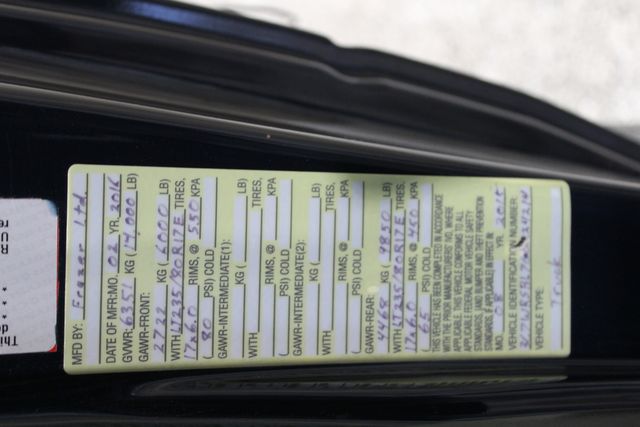 MFD BY: Frazer Ltd.
DATE OF MFR: MO. 02 YR. 2016
GVWR: 6351 KG (14,000 LB)
GAWR-FRONT:
2722 KG (6000 LB)
WITH LT235/80R17E TIRES,
17x6.0 RIMS, @ 550 KPA
( 80 PSI) COLD
GAWR-INTERMEDIATE(1):
KG ( LB)
WITH TIRES,
RIMS, @ KPA
( PSI) COLD
GAWR-INTERMEDIATE(2):
KG ( LB)
WITH TIRES,
RIMS, @ KPA
( PSI) COLD
GAWR-REAR:
4468 KG ( 9850 LB)
WITH LT235/80R17E TIRES,
17x6.0 RIMS, @ 460 KPA
( 65 PSI) COLD
THIS VEHICLE HAS BEEN COMPLETED IN ACCORDANCE
WITH THE PRIOR MANUFACTURERS' IVD, WHERE
APPLICABLE. THIS VEHICLE CONFORMS TO ALL
APPLICABLE FEDERAL MOTOR VEHICLE SAFETY
STANDARDS, AND BUMPER AND THEFT PREVENTION
STANDARDS IF APPLICABLE, IN EFFECT IN
MO. 08 YR. 2015
VEHICLE IDENTIFICATION NUMBER:
VEHICLE TYPE:
Truck
Thi
de